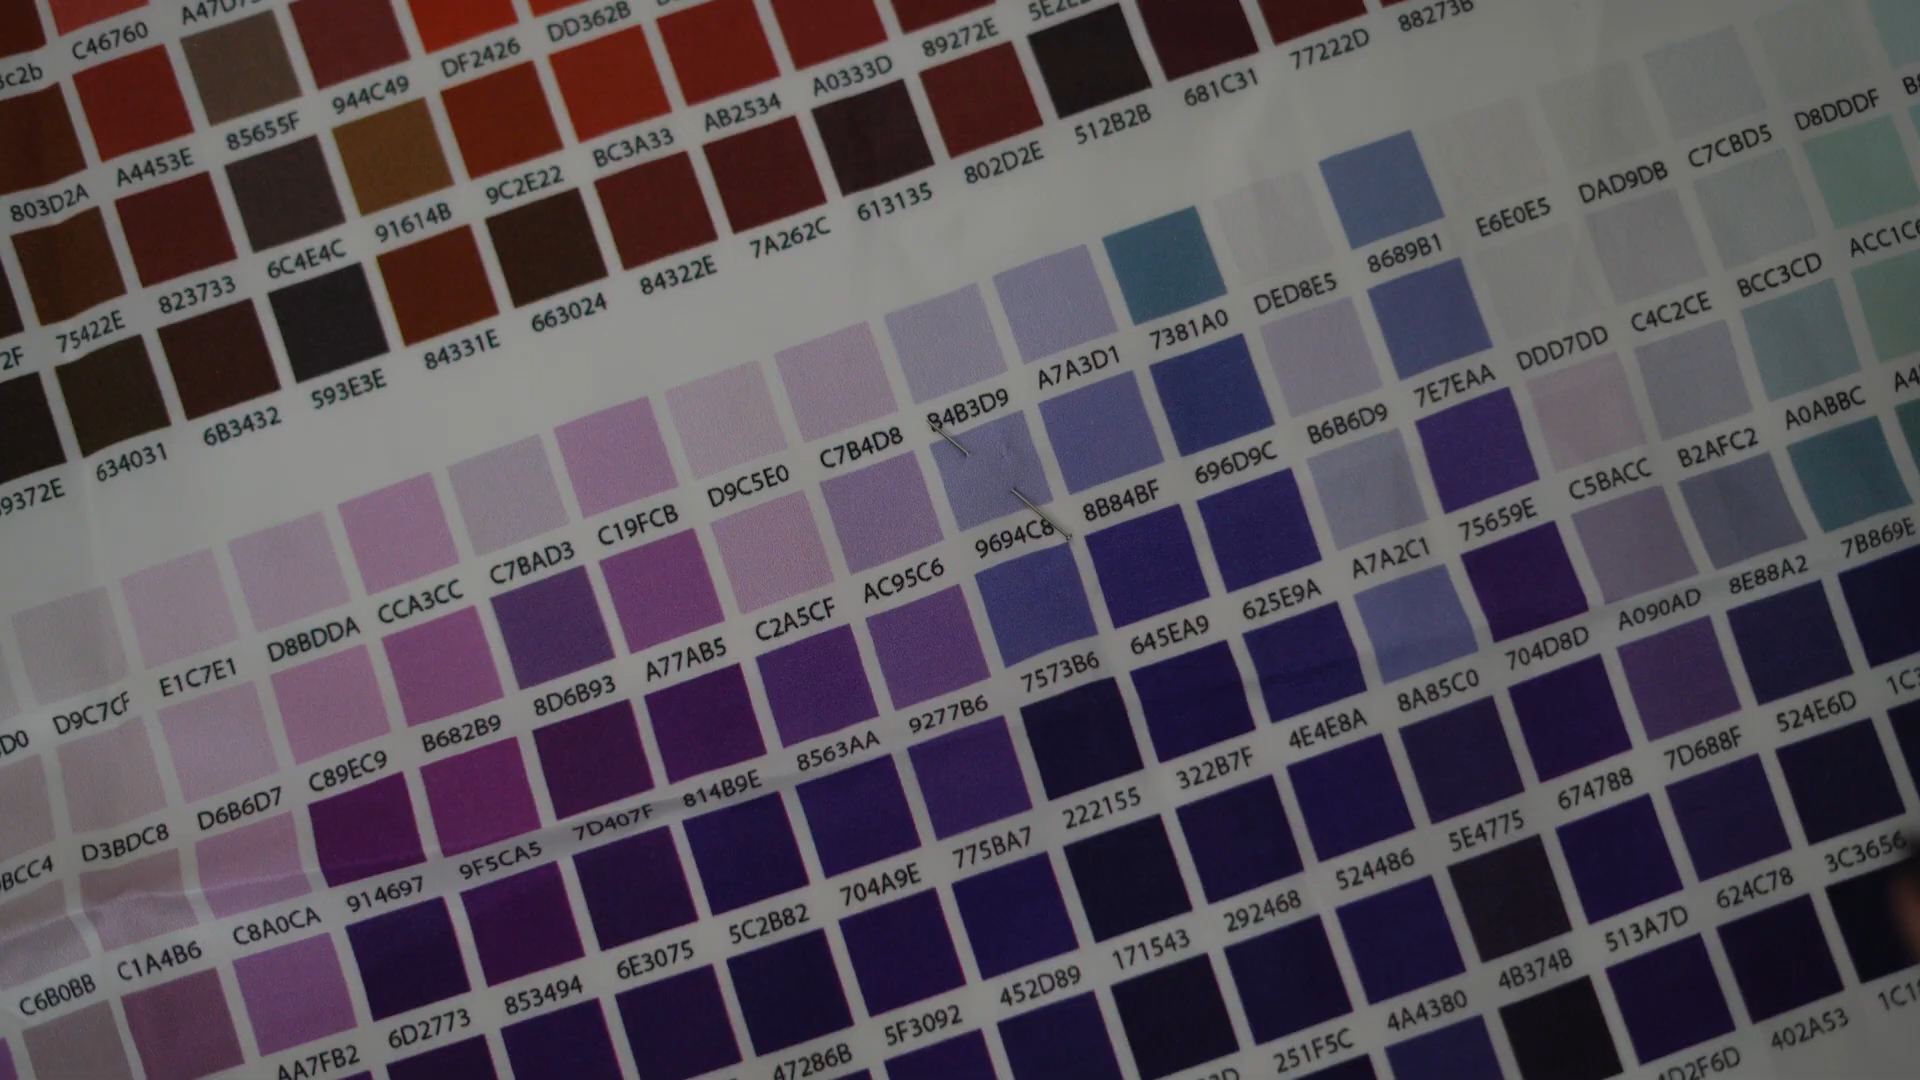 C46760
DF2426 DD362B
803D2A A4453E 85655F 944C49
BC3A33 AB2534 A0333D 89272E
75422E 823733 6C4E4C 91614B 9C2E22
7A262C 613135 802D2E 512B2B 681C31 77222D 88273B
634031 6B3432 593E3E 84331E 663024 84322E
D9C7CF E1C7E1 D8BDDA CCA3CC C7BAD3 C19FCB D9C5E0 C7B4D8 B4B3D9 A7A3D1 7381A0 DED8E5 8689B1 E6E0E5 DAD9DB C7CBD5 D8DDDF
D3BDC8 D6B6D7 C89EC9 B682B9 8D6B93 A77AB5 C2A5CF AC95C6 9694C8 8B84BF 696D9C B6B6D9 7E7EAA DDD7DD C4C2CE BCC3CD
C6B0BB C1A4B6 C8A0CA 914697 9F5CA5 7D407F 814B9E 8563AA 9277B6 7573B6 645EA9 625E9A A7A2C1 75659E C5BACC B2AFC2 A0ABBC
AA7FB2 6D2773 853494 6E3075 5C2B82 704A9E 775BA7 222155 322B7F 4E4E8A 8A85C0 704D8D A090AD 8E88A2 7B869E
47286B 5F3092 452D89 171543 292468 524486 5E4775 674788 7D688F 524E6D
251F5C 4A4380 4B374B 513A7D 624C78 3C3656
402A53